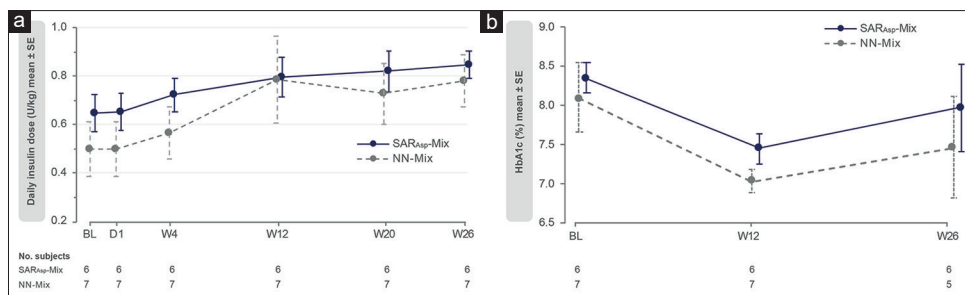 a
Daily insulin dose (U/kg) mean ± SE
1.0
0.8
0.6
0.4
0.2
SARAsp-Mix
NN-Mix
BL D1 W4 W12 W20 W26
No. subjects
SARAsp-Mix 6 6 6 6 6 6
NN-Mix 7 7 7 7 7 7
b
HbA1c (%) mean ± SE
9.0
8.5
8.0
7.5
7.0
6.5
SARAsp-Mix
NN-Mix
BL W12 W26
6 6 6
7 7 5